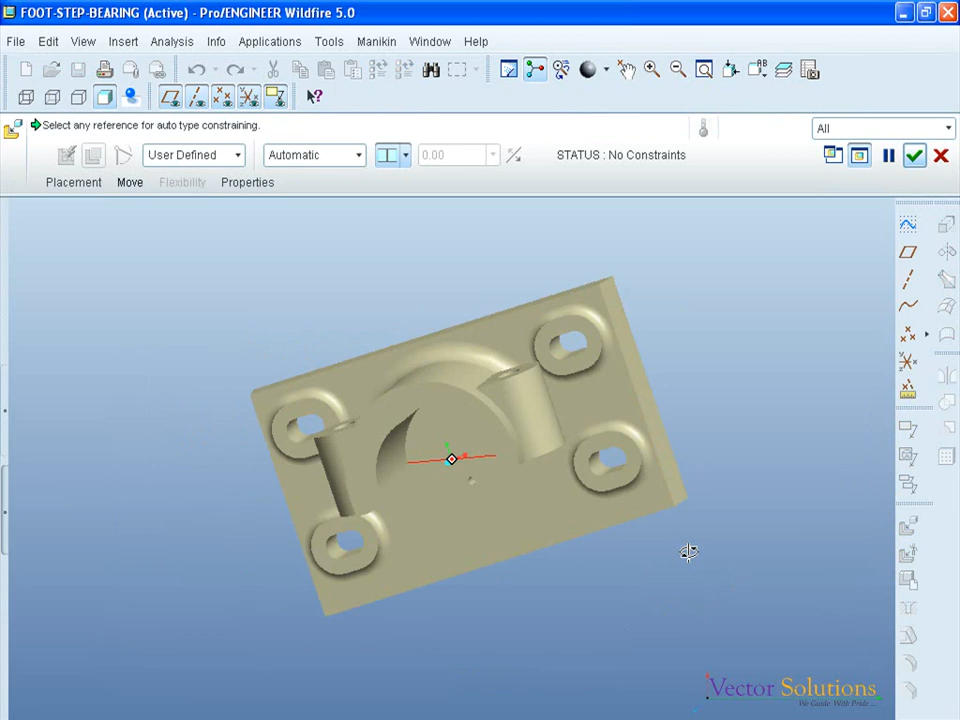 FOOT-STEP-BEARING (Active) - Pro/ENGINEER Wildfire 5.0
File Edit View Insert Analysis Info Applications Tools Manikin Window Help
Select any reference for auto type constraining.
All
User Defined Automatic 0.00 STATUS : No Constraints
Placement Move Flexibility Properties
Vector Solutions
We Guide With Pride ...